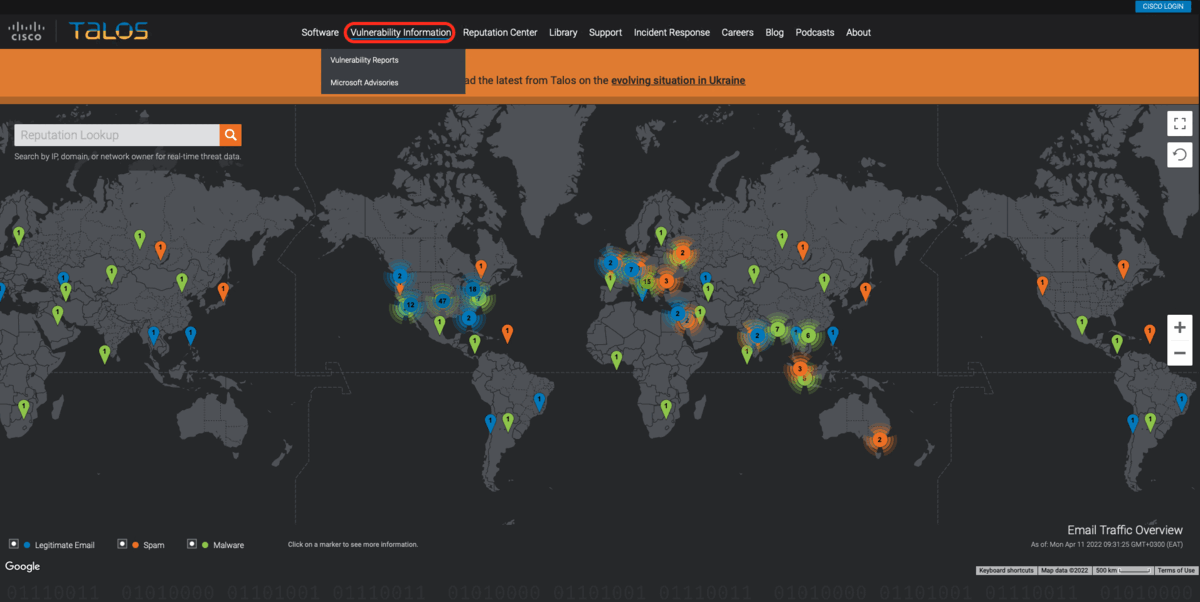 CISCO LOGIN
CISCO TALOS
Software Vulnerability Information Reputation Center Library Support Incident Response Careers Blog Podcasts About
Vulnerability Reports
Microsoft Advisories
ad the latest from Talos on the evolving situation in Ukraine
Reputation Lookup
Search by IP, domain, or network owner for real-time threat data.
1 1 1 1 1 1 1 1 1 1 1 1 1
2 1 12 47 18 2 1 1 1 1 1 1
2 7 1 2 1 15 3 2 1 1 1
1 1 1 1 1 1 1 2 7 6 1 1 3
2
1 1 1 1 1 1 1 1
Email Traffic Overview
As of: Mon Apr 11 2022 09:31:25 GMT+0300 (EAT)
Legitimate Email Spam Malware Click on a marker to see more information.
Google
Keyboard shortcuts Map data ©2022 500 km Terms of Use
01110011 01010000 01101001 01110011 01010000 01101001 01110011 01010000 01101001 01110011 01010000